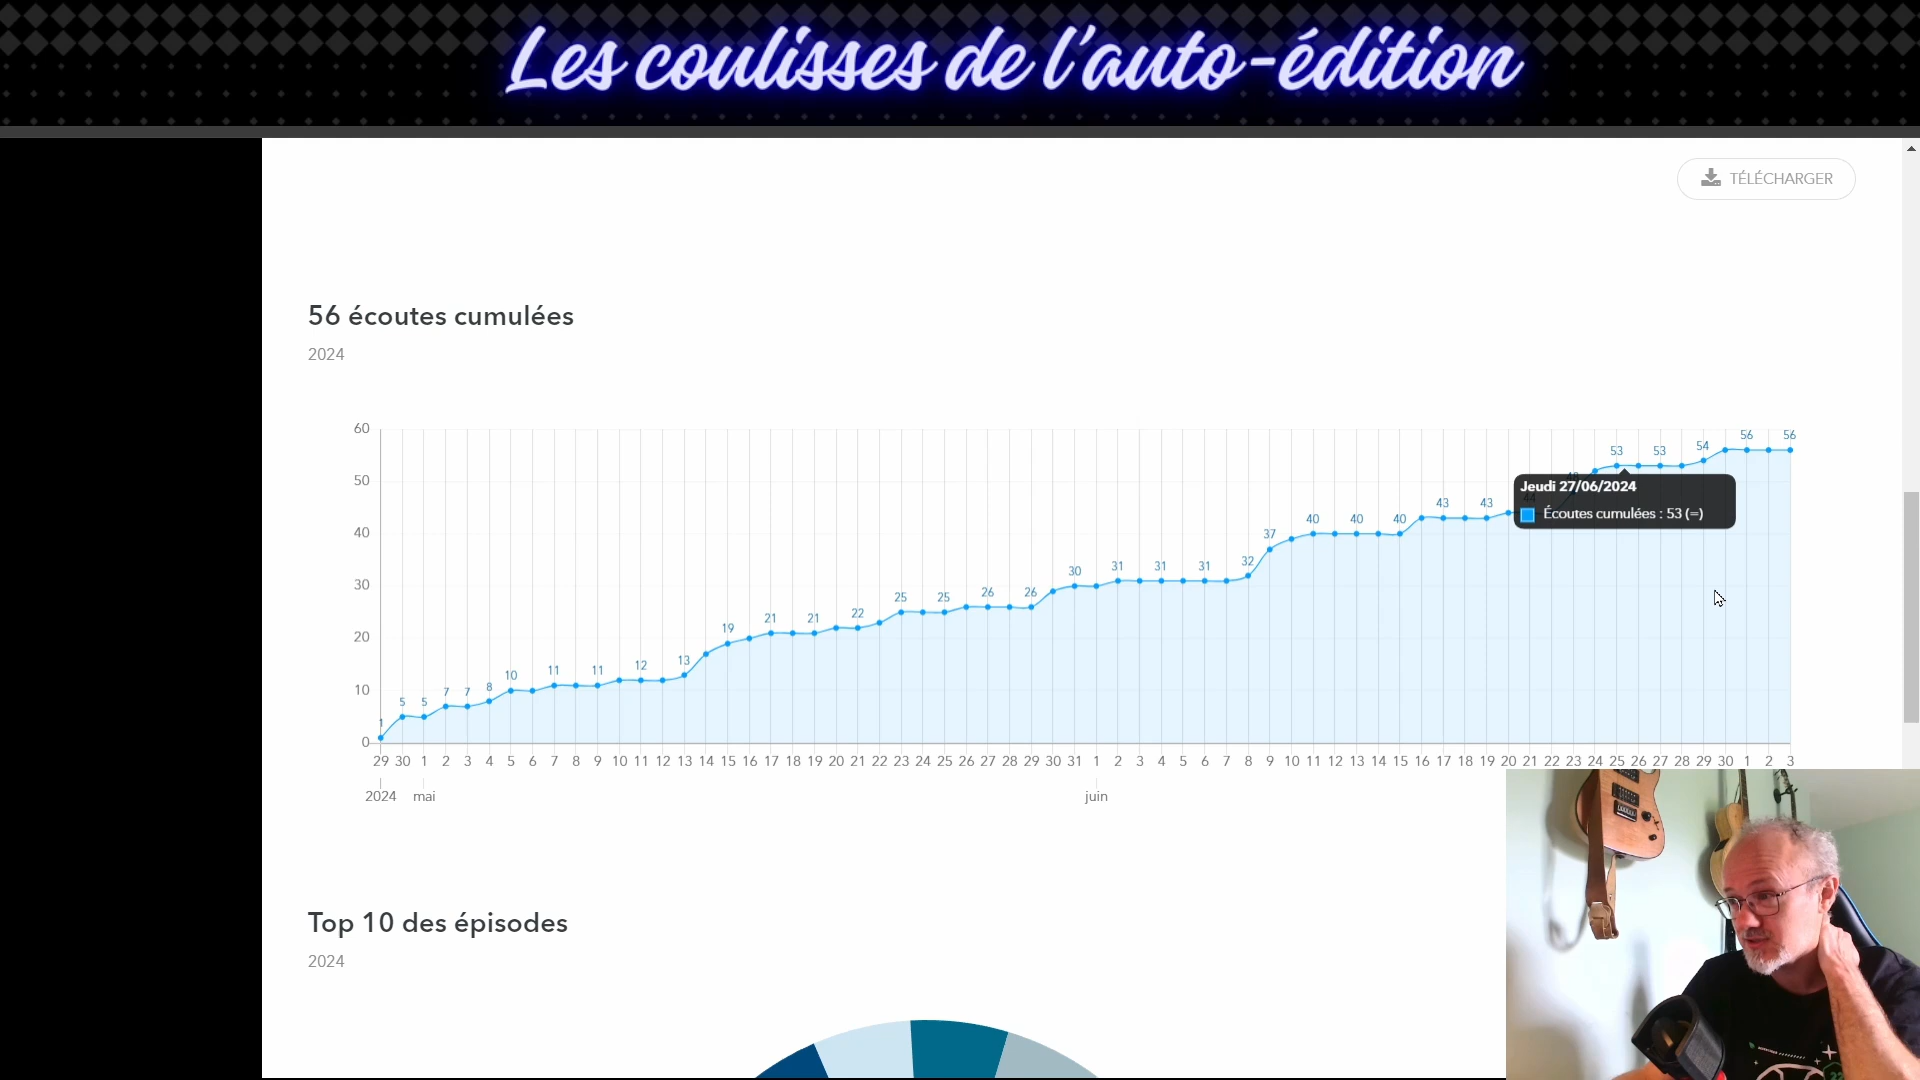 Les coulisses de l'auto-édition
TÉLÉCHARGER
56 écoutes cumulées
2024
60
50
40
30
20
10
0
1 5 5 7 7 8 10 11 11 12 13 19 21 21 22 25 25 26 26 30 31 31 31 32 37 40 40 40 43 43 53 53 54 56 56
Jeudi 27/06/2024
Écoutes cumulées : 53 (=)
29 30 1 2 3 4 5 6 7 8 9 10 11 12 13 14 15 16 17 18 19 20 21 22 23 24 25 26 27 28 29 30 31 1 2 3 4 5 6 7 8 9 10 11 12 13 14 15 16 17 18 19 20 21 22 23 24 25 26 27 28 29 30 1 2 3
2024 mai juin
Top 10 des épisodes
2024